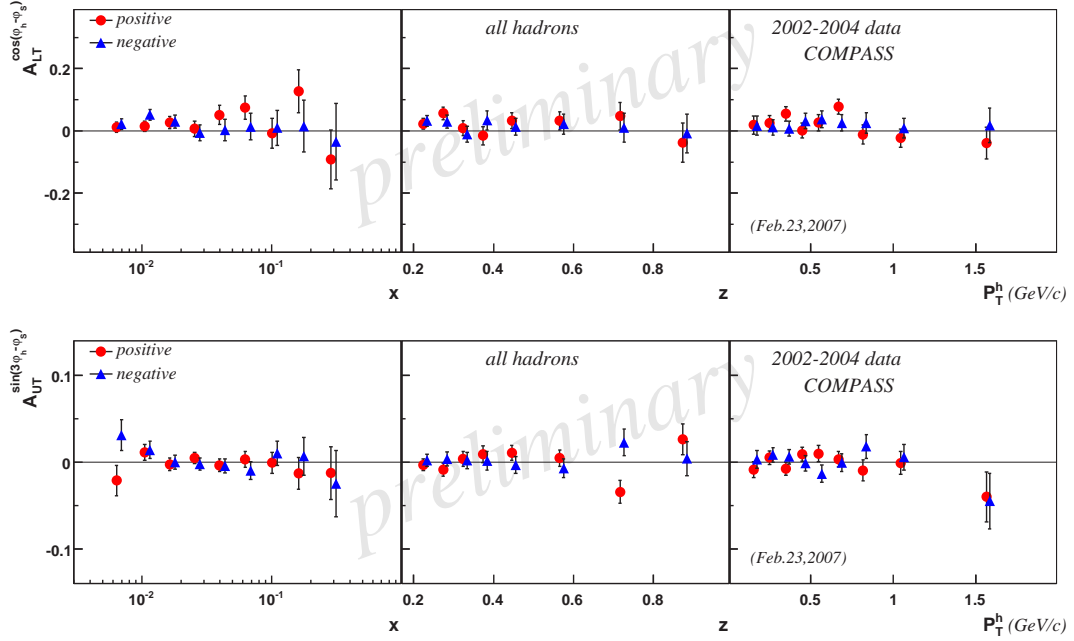 A_LT^cos(φ_h-φ_s)
positive
negative
all hadrons
2002-2004 data
COMPASS
preliminary
(Feb.23,2007)
0.2
0
-0.2
10^-2
10^-1
0.2
0.4
0.6
0.8
0.5
1
1.5
x
z
P_T^h (GeV/c)
A_UT^sin(3φ_h-φ_s)
positive
negative
all hadrons
2002-2004 data
COMPASS
preliminary
(Feb.23,2007)
0.1
0
-0.1
10^-2
10^-1
0.2
0.4
0.6
0.8
0.5
1
1.5
x
z
P_T^h (GeV/c)